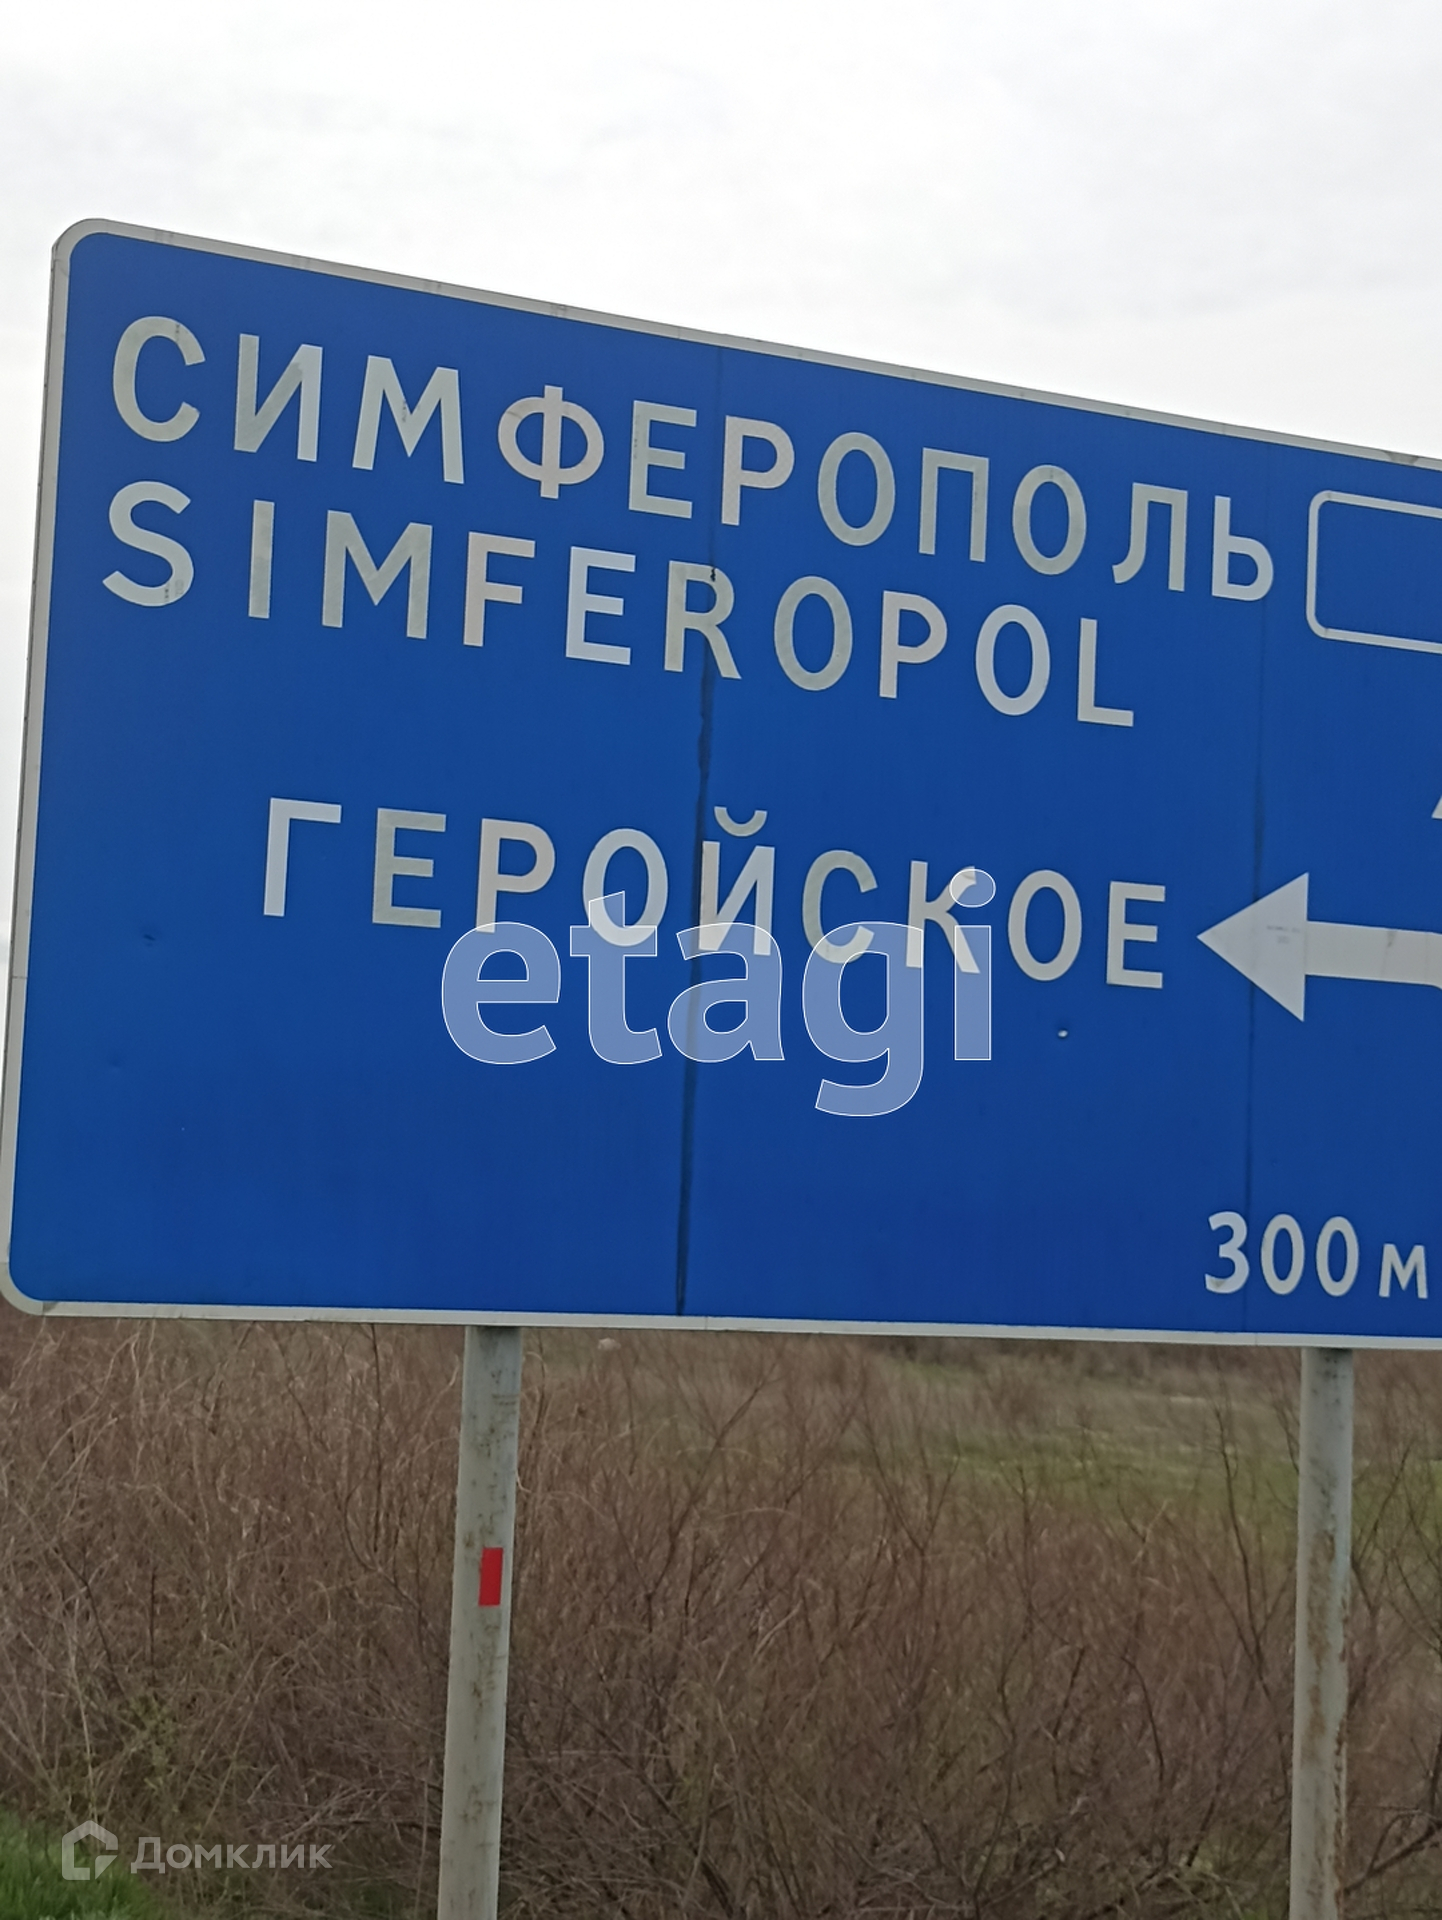 СИМФЕРОПОЛЬ
SIMFEROPOL
ГЕРОЙСКОЕ
etagi
300 м
Домклик